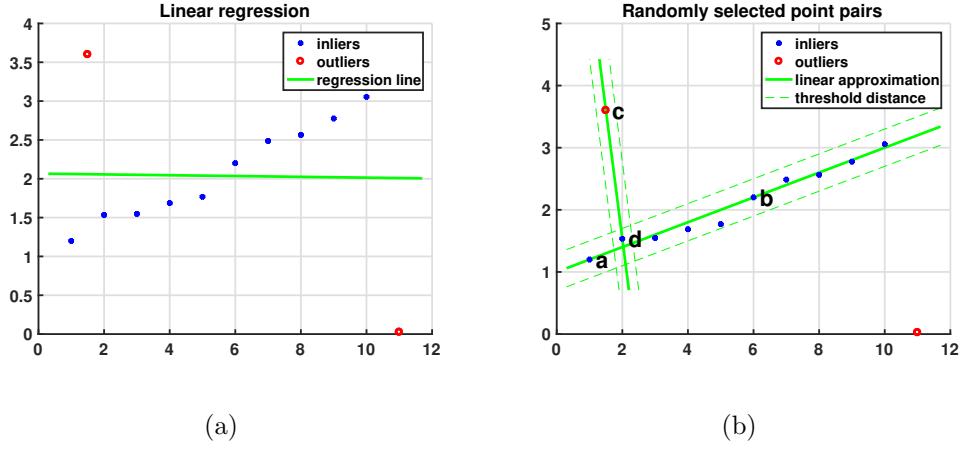 Linear regression
4
3.5
3
2.5
2
1.5
1
0.5
0
0 2 4 6 8 10 12
inliers
outliers
regression line
(a)
Randomly selected point pairs
5
4
3
2
1
0
0 2 4 6 8 10 12
inliers
outliers
linear approximation
threshold distance
c
b
d
a
(b)